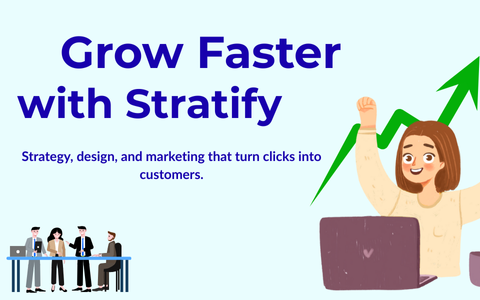 Grow Faster
with Stratify
Strategy, design, and marketing that turn clicks into
customers.